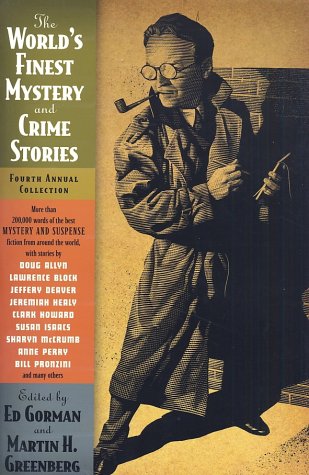 The
WORLD'S
FINEST
MYSTERY
and
CRIME
STORIES
FOURTH ANNUAL
COLLECTION
More than
200,000 words of the best
MYSTERY AND SUSPENSE
fiction from around the world,
with stories by
DOUG ALLYN
LAWRENCE BLOCK
JEFFERY DEAVER
JEREMIAH HEALY
CLARK HOWARD
SUSAN ISAACS
SHARYN McCRUMB
ANNE PERRY
BILL PRONZINI
and many others
Edited by
ED GORMAN
and
MARTIN H.
GREENBERG